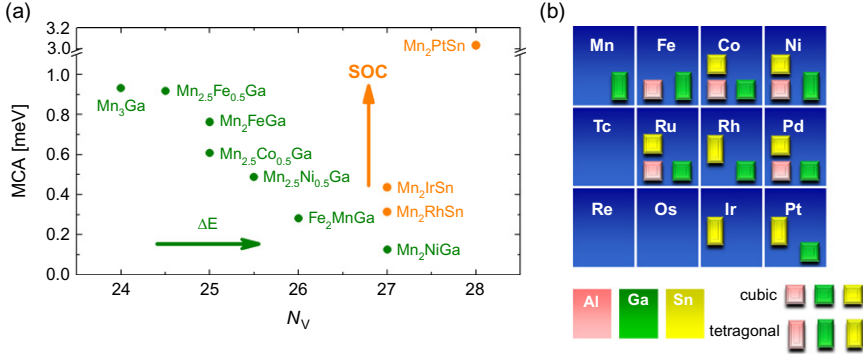 (a)
3.2
3.0
1.0
0.8
0.6
0.4
0.2
0.0
MCA [meV]
Mn₂PtSn
SOC
Mn₃Ga
Mn₂.₅Fe₀.₅Ga
Mn₂FeGa
Mn₂.₅Co₀.₅Ga
Mn₂.₅Ni₀.₅Ga
Mn₂IrSn
Mn₂RhSn
Fe₂MnGa
Mn₂NiGa
ΔE
24 25 26 27 28
N_V
(b)
Mn Fe Co Ni
Tc Ru Rh Pd
Re Os Ir Pt
Al Ga Sn
cubic
tetragonal